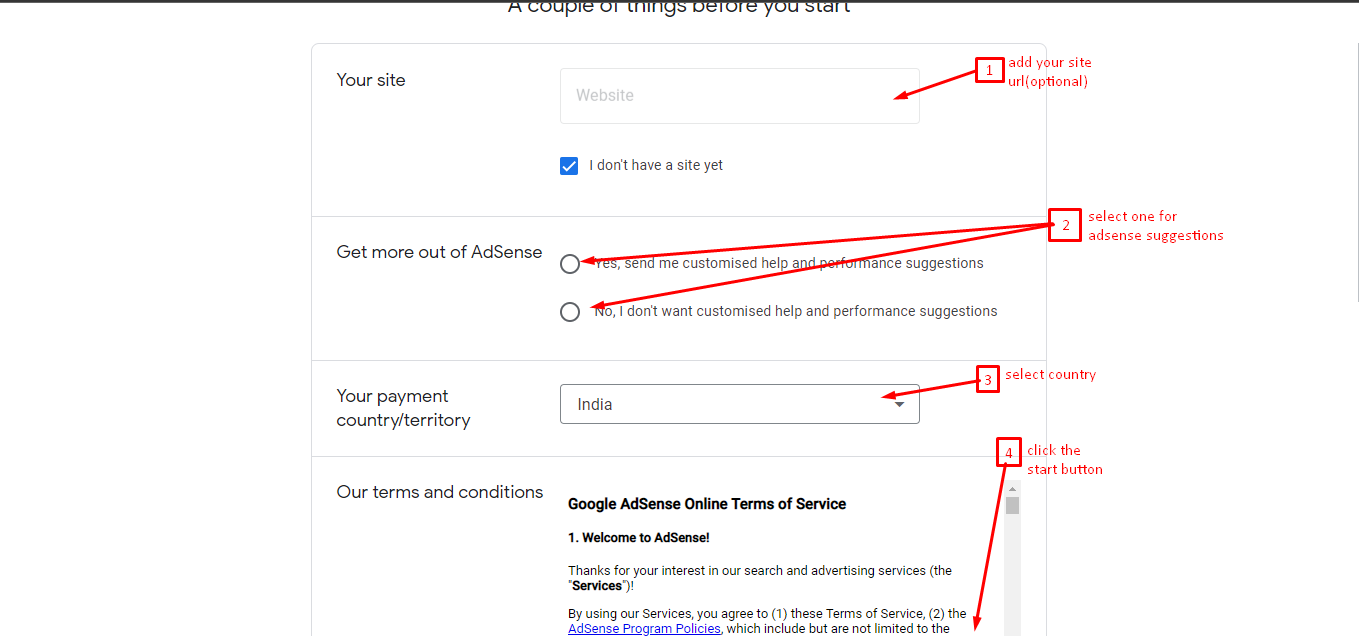 A couple of things before you start
Your site
Website
1
add your site
url(optional)
I don't have a site yet
Get more out of AdSense
2
select one for
adsense suggestions
Yes, send me customised help and performance suggestions
No, I don't want customised help and performance suggestions
Your payment
country/territory
India
3
select country
4
click the
start button
Our terms and conditions
Google AdSense Online Terms of Service
1. Welcome to AdSense!
Thanks for your interest in our search and advertising services (the
"Services")!
By using our Services, you agree to (1) these Terms of Service, (2) the
AdSense Program Policies, which include but are not limited to the